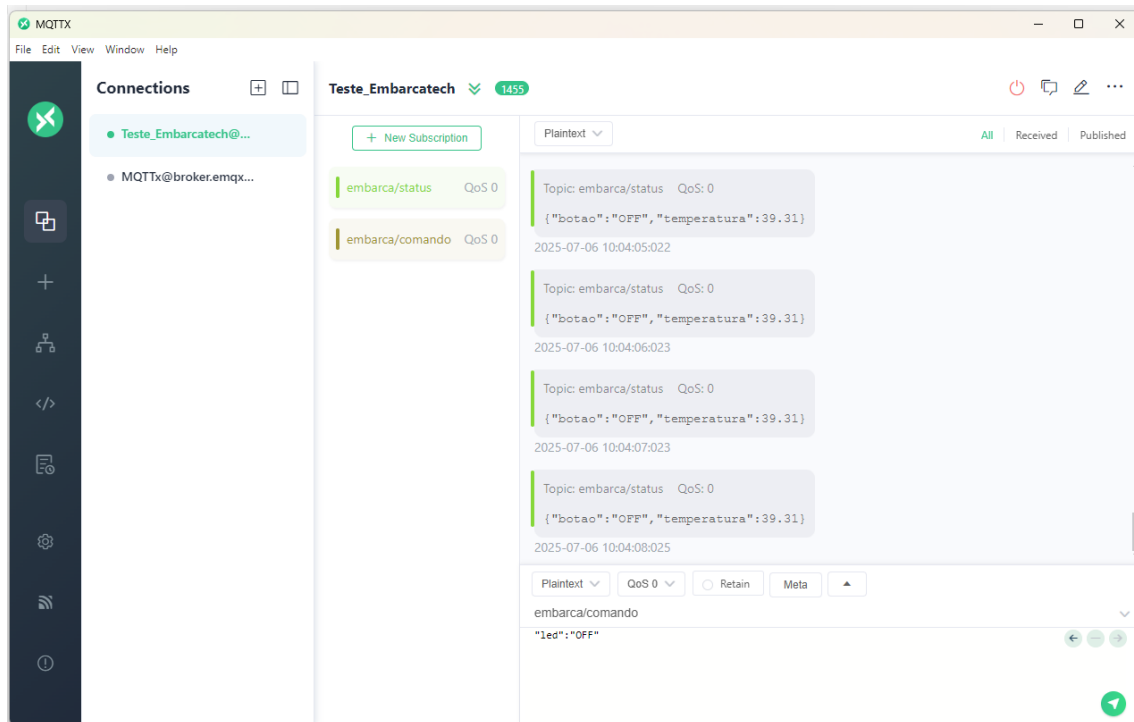 MQTTX
File Edit View Window Help
Connections
Teste_Embarcatech@...
MQTTx@broker.emqx...
Teste_Embarcatech 1455
+ New Subscription
embarca/status QoS 0
embarca/comando QoS 0
Plaintext
All Received Published
Topic: embarca/status QoS: 0
{"botao":"OFF","temperatura":39.31}
2025-07-06 10:04:05:022
Topic: embarca/status QoS: 0
{"botao":"OFF","temperatura":39.31}
2025-07-06 10:04:06:023
Topic: embarca/status QoS: 0
{"botao":"OFF","temperatura":39.31}
2025-07-06 10:04:07:023
Topic: embarca/status QoS: 0
{"botao":"OFF","temperatura":39.31}
2025-07-06 10:04:08:025
Plaintext QoS 0 Retain Meta
embarca/comando
"led":"OFF"